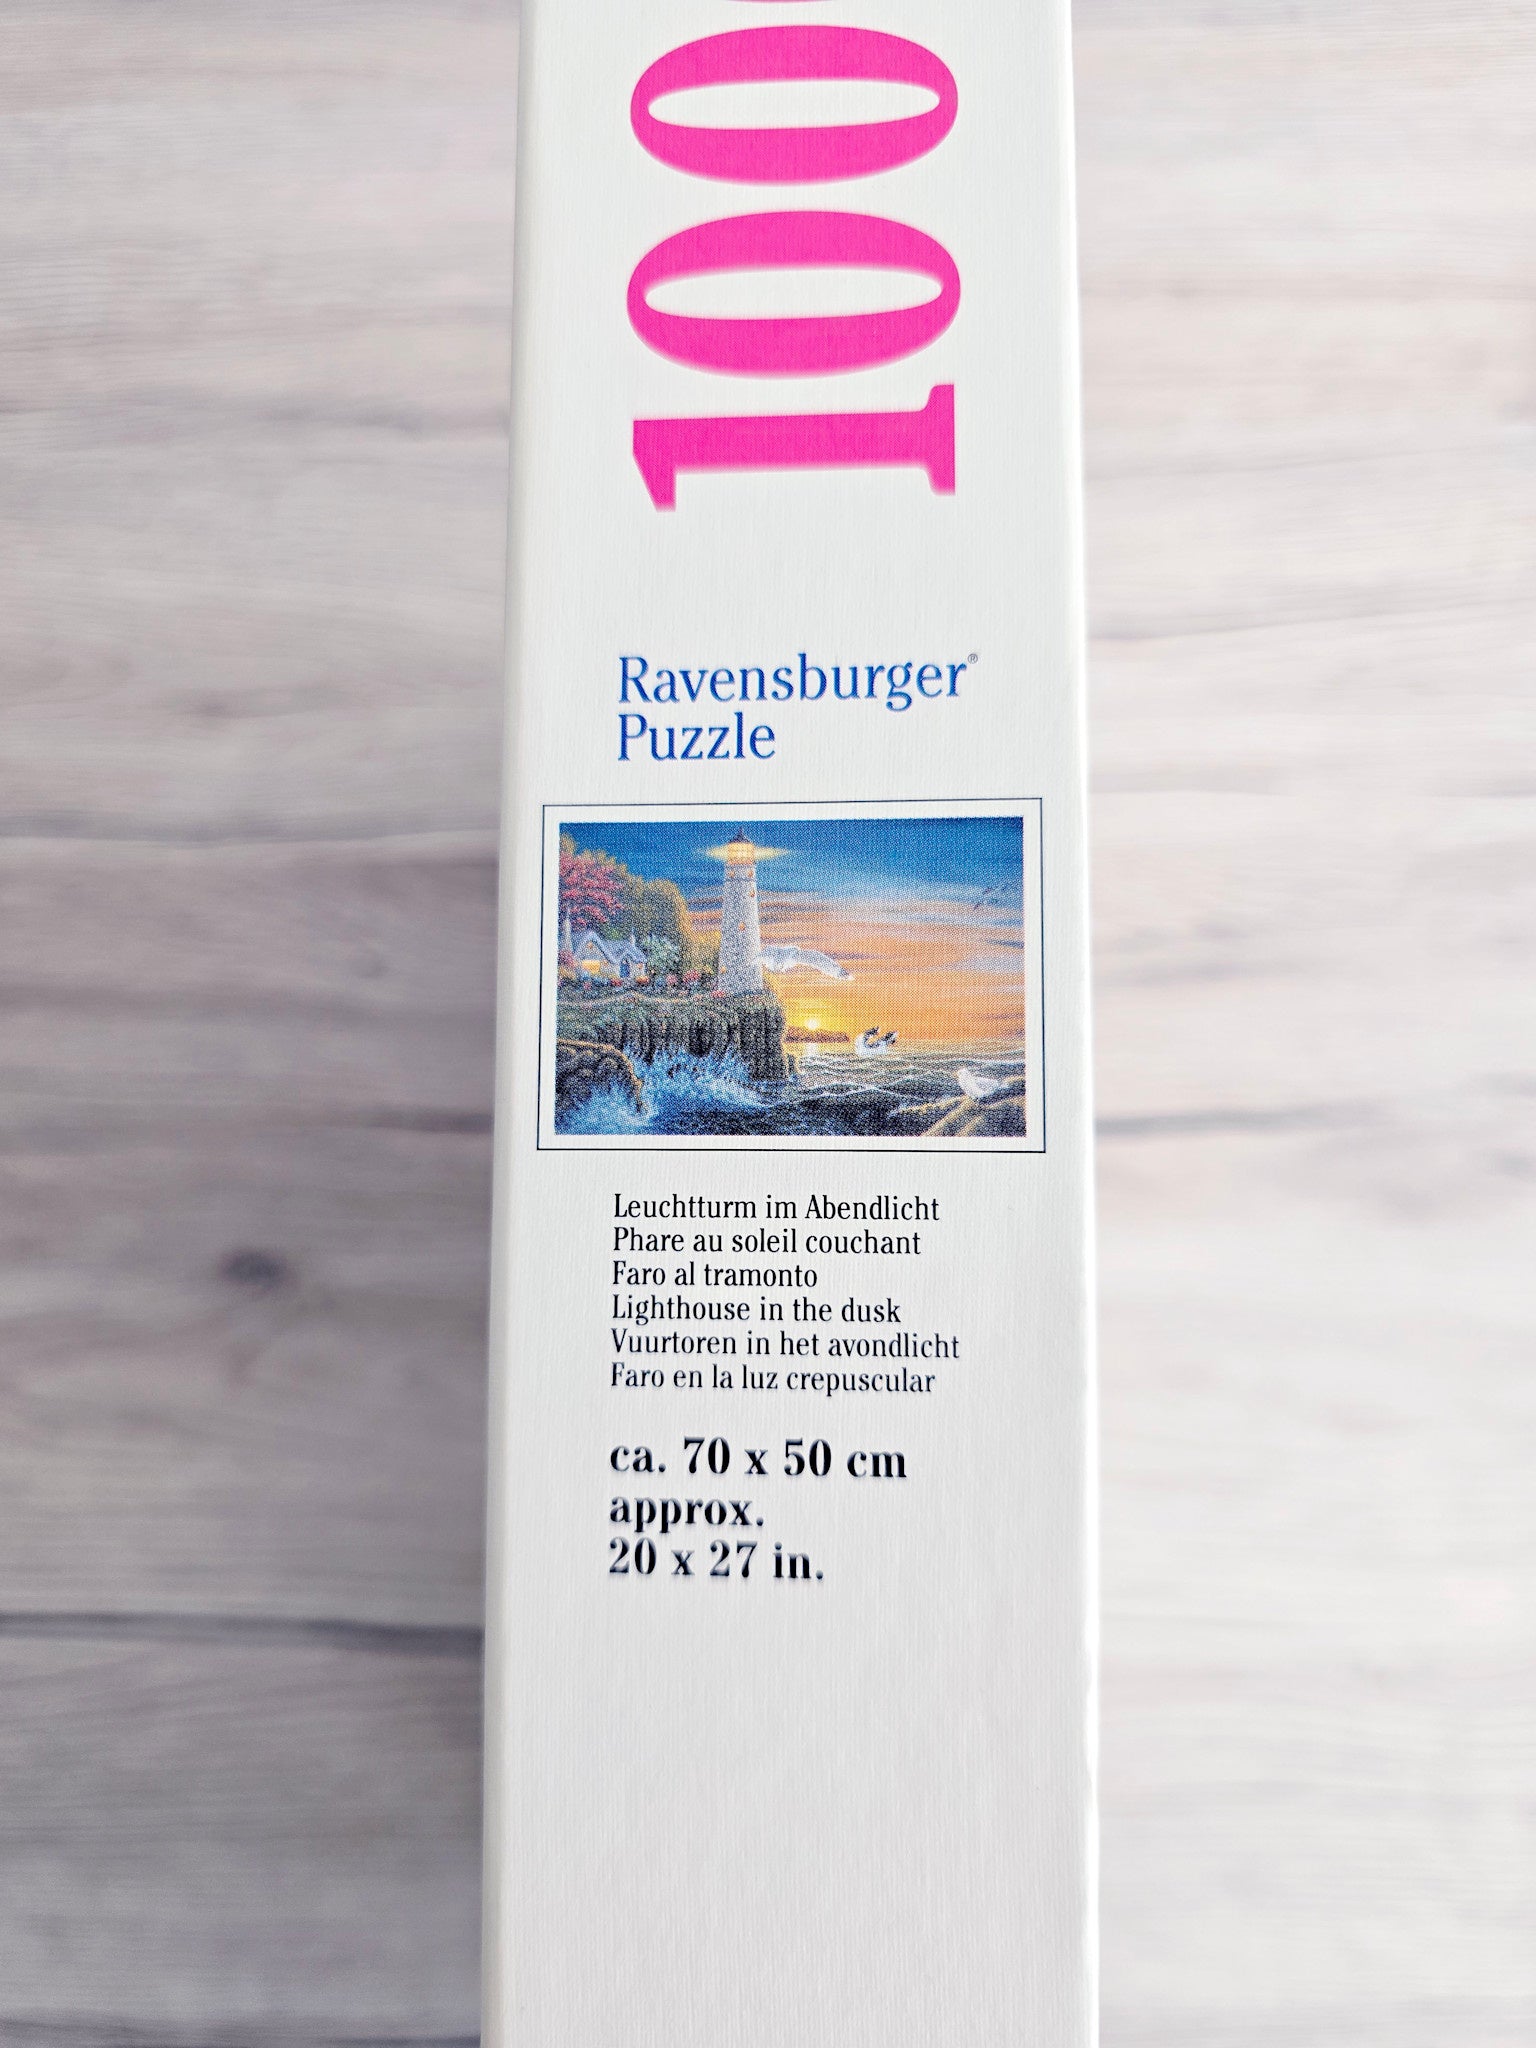 1000
Ravensburger®
Puzzle
Leuchtturm im Abendlicht
Phare au soleil couchant
Faro al tramonto
Lighthouse in the dusk
Vuurtoren in het avondlicht
Faro en la luz crepuscular
ca. 70 x 50 cm
approx.
20 x 27 in.